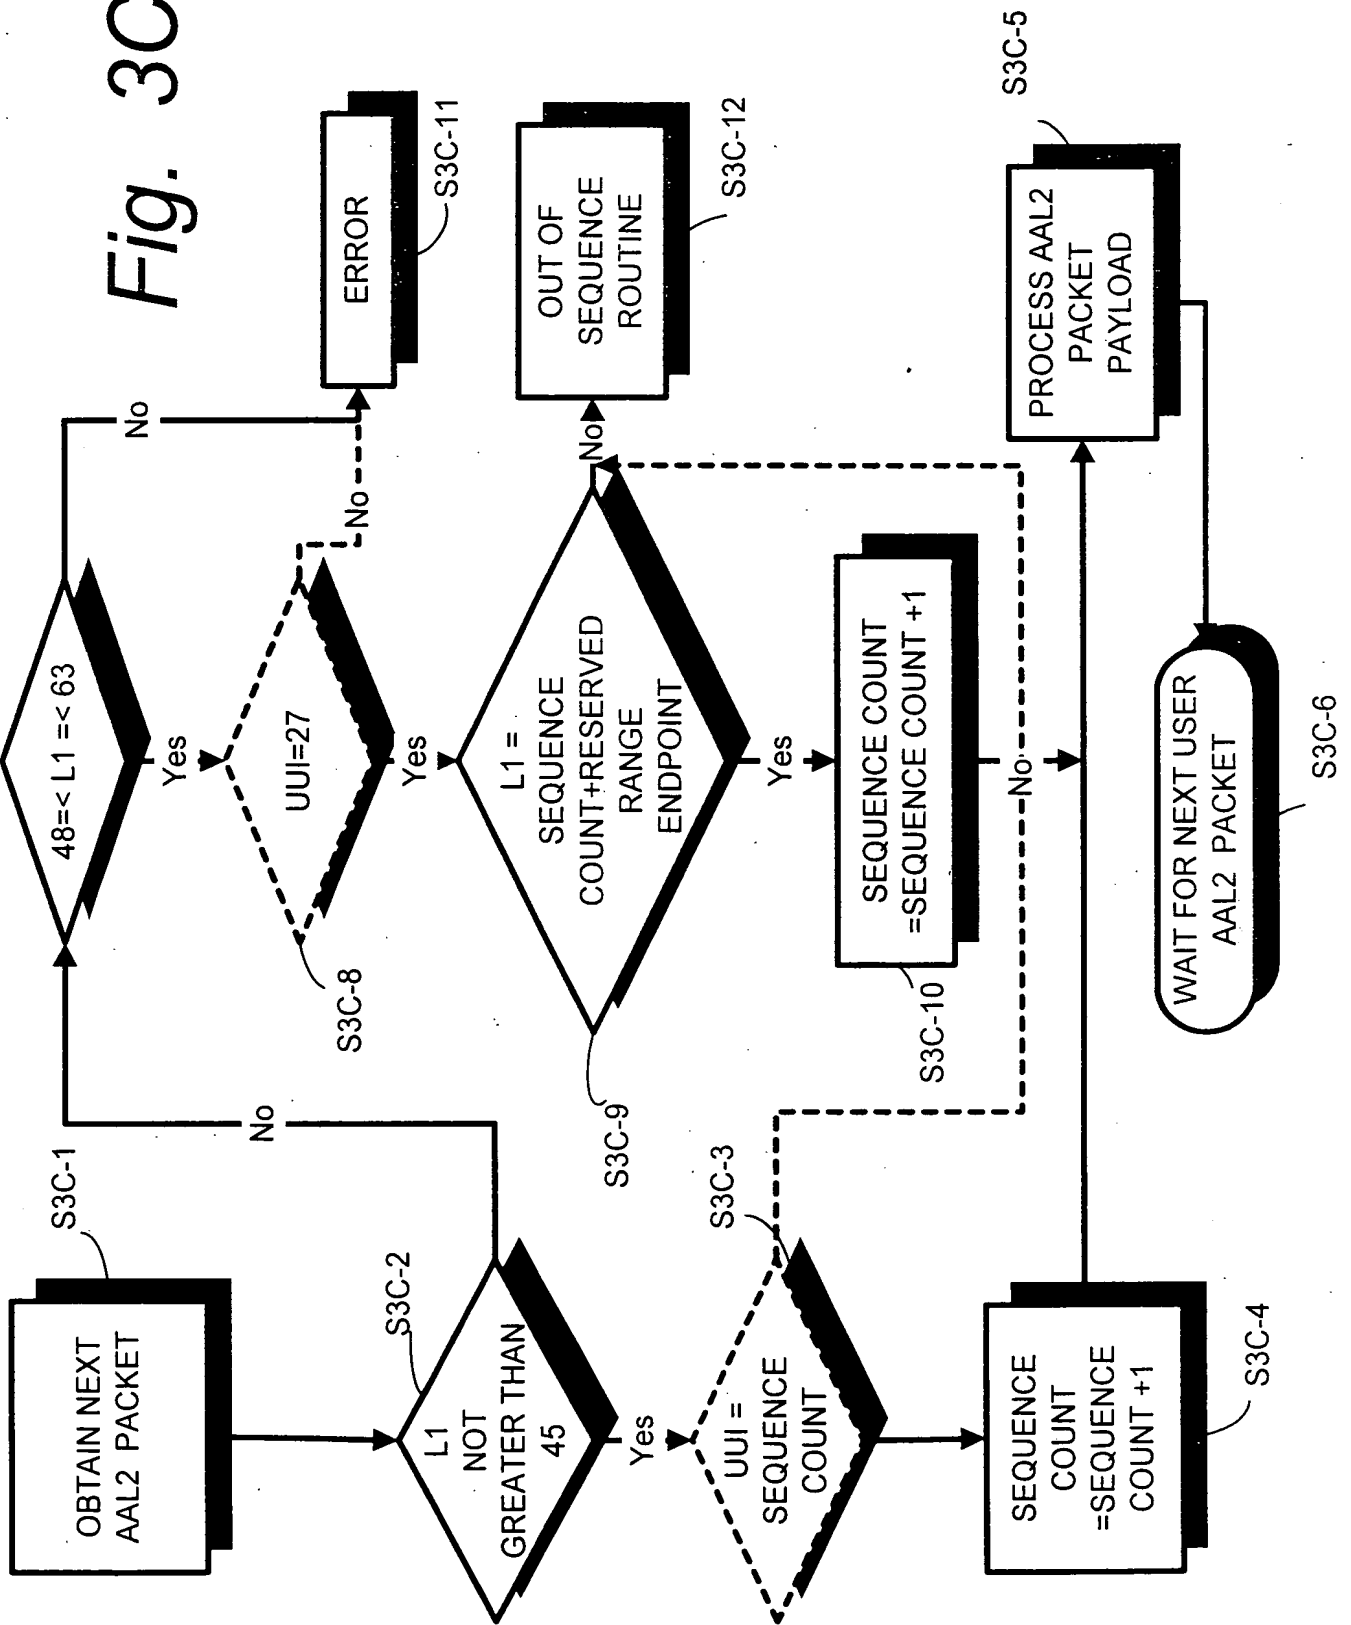 Fig. 3C
S3C-1
OBTAIN NEXT
AAL2 PACKET
S3C-2
L1
NOT
GREATER THAN
45
No
Yes
S3C-3
UUI =
SEQUENCE
COUNT
SEQUENCE
COUNT
=SEQUENCE
COUNT +1
S3C-4
48=< L1 =< 63
No
Yes
UUI=27
S3C-8
No
Yes
ERROR
S3C-11
L1 =
SEQUENCE
COUNT+RESERVED
RANGE
ENDPOINT
S3C-9
No
Yes
OUT OF
SEQUENCE
ROUTINE
S3C-12
SEQUENCE COUNT
=SEQUENCE COUNT +1
S3C-10
No
PROCESS AAL2
PACKET
PAYLOAD
S3C-5
WAIT FOR NEXT USER
AAL2 PACKET
S3C-6